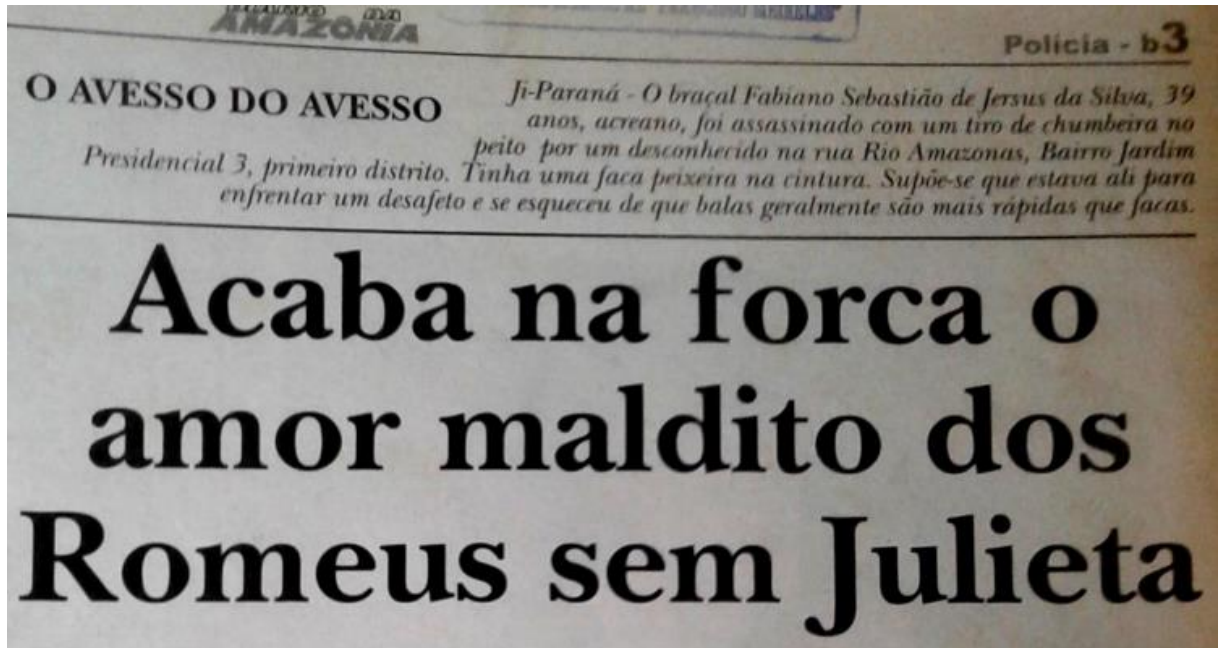 AMAZÔNIA
Polícia - b3
O AVESSO DO AVESSO
Ji-Paraná - O braçal Fabiano Sebastião de Jersus da Silva, 39
anos, acreano, foi assassinado com um tiro de chumbeira no
peito por um desconhecido na rua Rio Amazonas, Bairro Jardim
Presidencial 3, primeiro distrito. Tinha uma faca peixeira na cintura. Supõe-se que estava ali para
enfrentar um desafeto e se esqueceu de que balas geralmente são mais rápidas que facas.
Acaba na forca o
amor maldito dos
Romeus sem Julieta